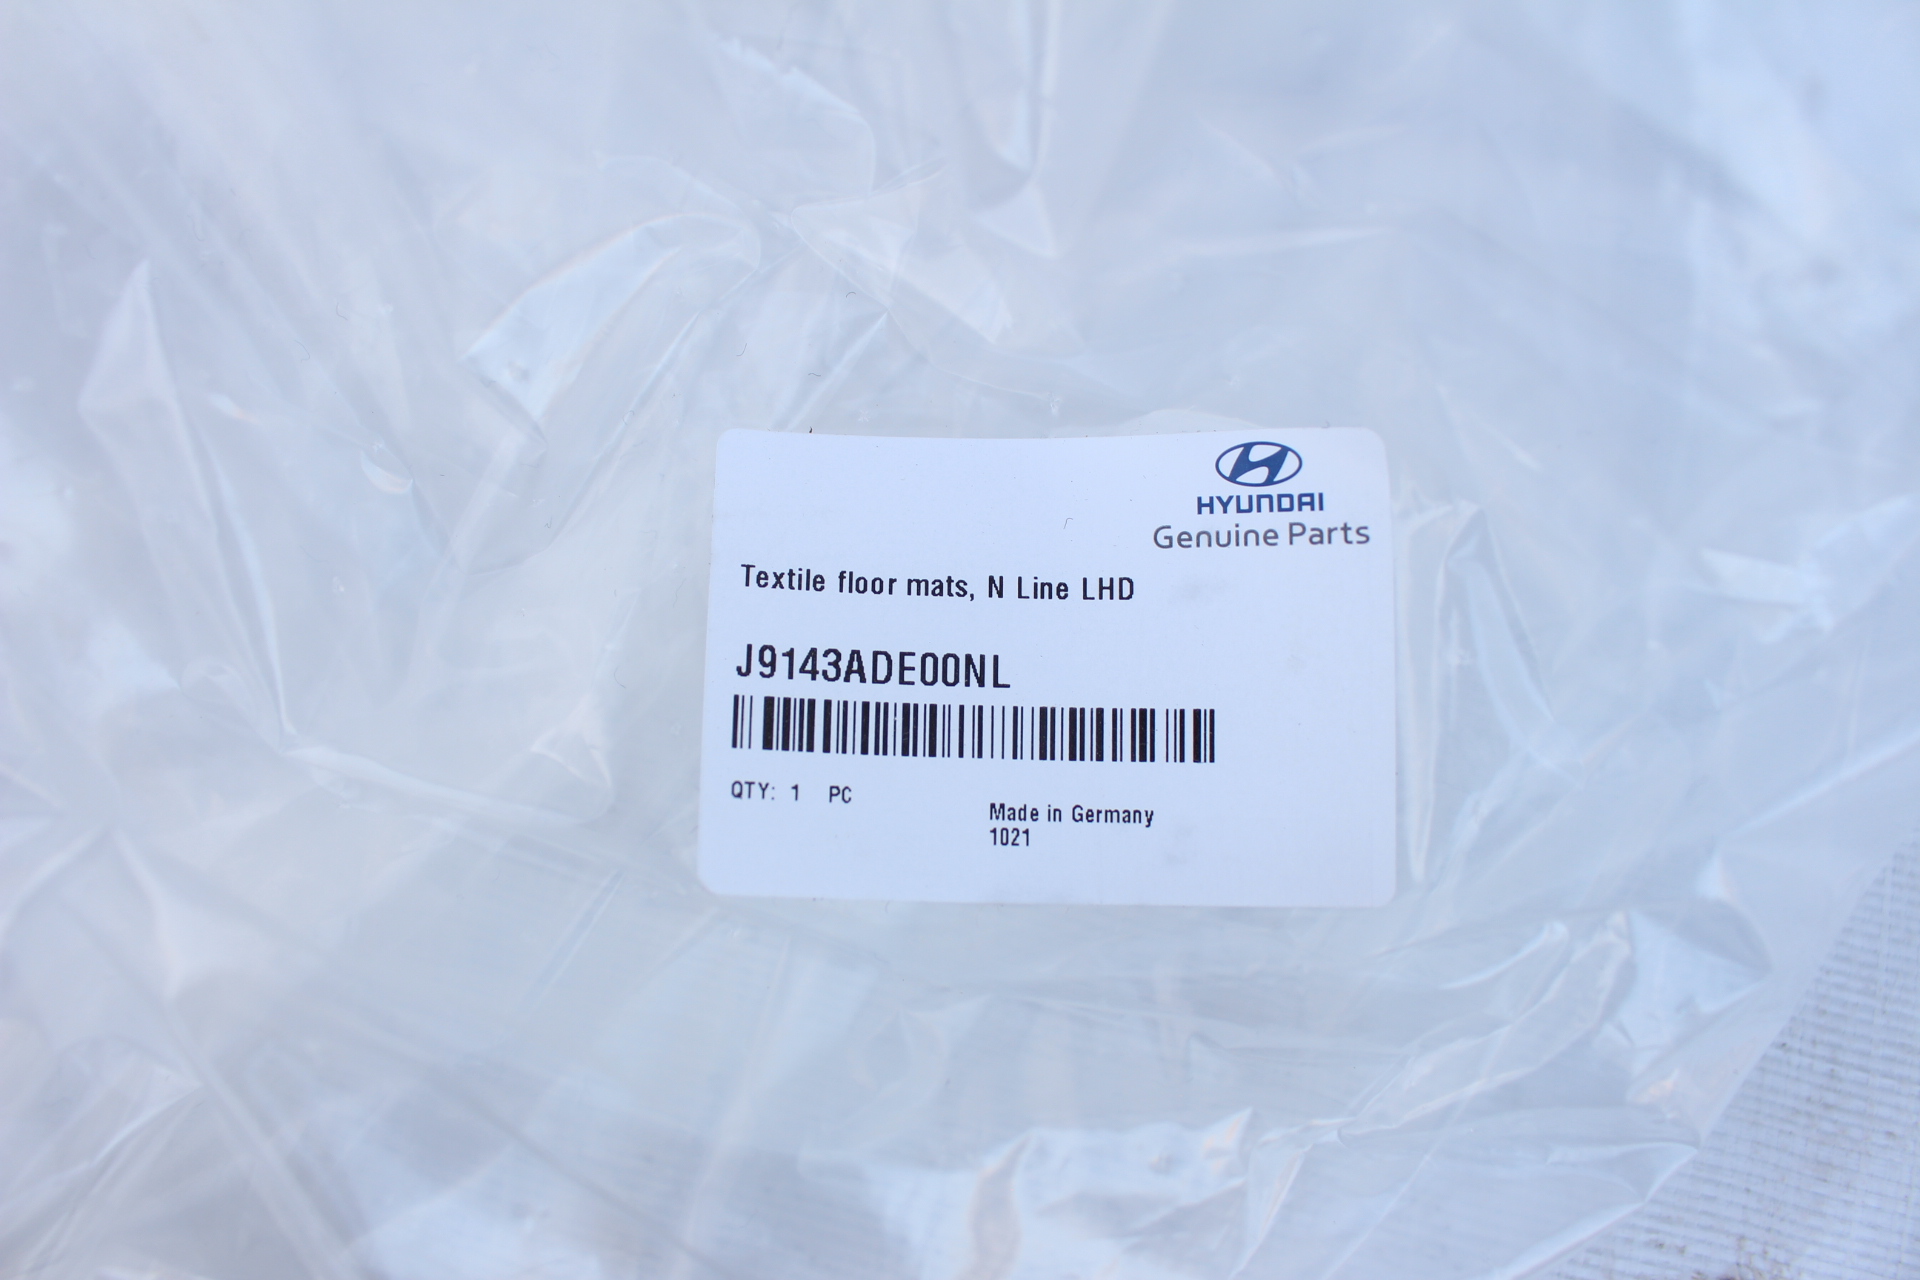 HYUNDAI
Genuine Parts
Textile floor mats, N Line LHD
J9143ADE00NL
QTY: 1 PC
Made in Germany
1021